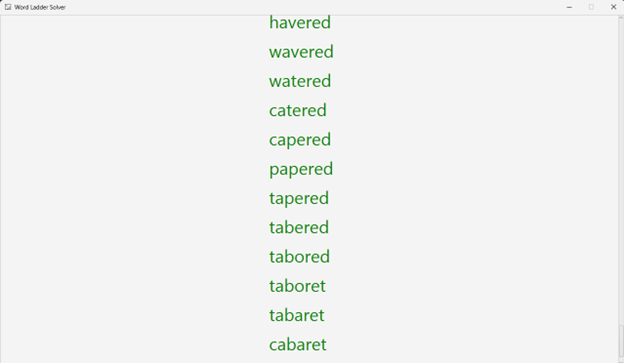 Word Ladder Solver
havered
wavered
watered
catered
capered
papered
tapered
tabered
tabored
taboret
tabaret
cabaret